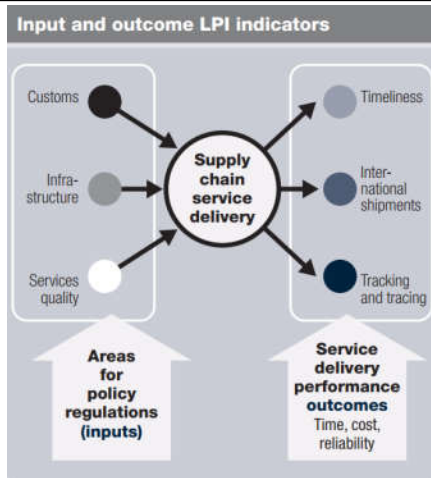 Input and outcome LPI indicators
Customs
Infra-
structure
Services
quality
Supply
chain
service
delivery
Timeliness
Inter-
national
shipments
Tracking
and tracing
Areas
for
policy
regulations
(inputs)
Service
delivery
performance
outcomes
Time, cost,
reliability